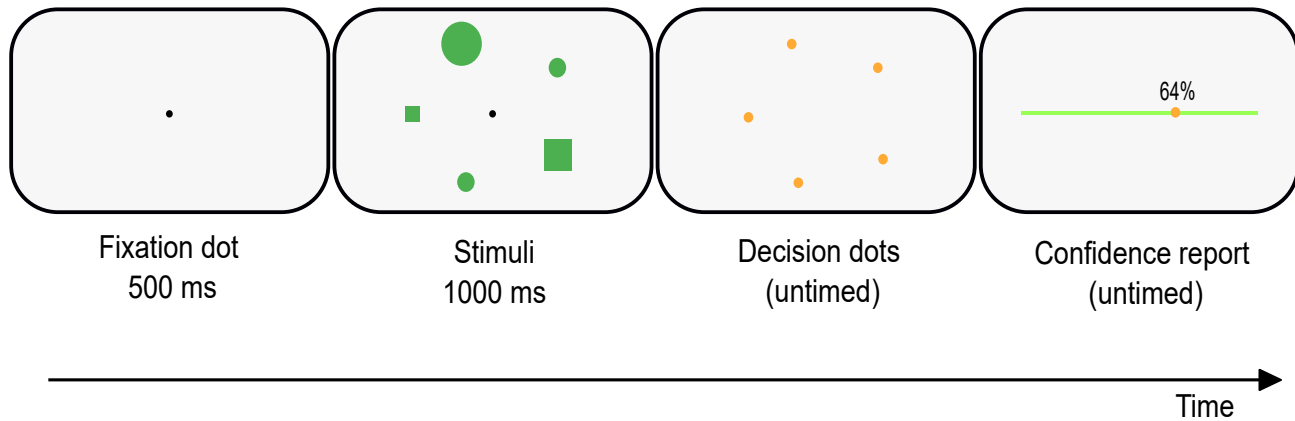 64%
Fixation dot
500 ms
Stimuli
1000 ms
Decision dots
(untimed)
Confidence report
(untimed)
Time